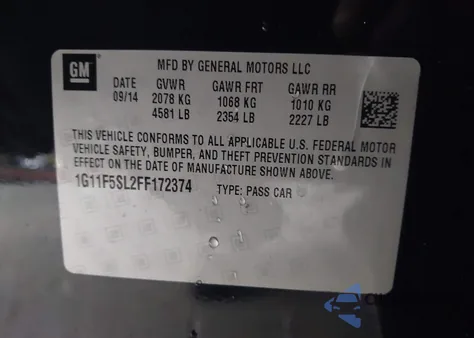 GM
MFD BY GENERAL MOTORS LLC
DATE GVWR GAWR FRT GAWR RR
09/14 2078 KG 1068 KG 1010 KG
4581 LB 2354 LB 2227 LB
THIS VEHICLE CONFORMS TO ALL APPLICABLE U.S. FEDERAL MOTOR
VEHICLE SAFETY, BUMPER, AND THEFT PREVENTION STANDARDS IN
EFFECT ON THE DATE OF MANUFACTURE SHOWN ABOVE.
1G11F5SL2FF172374 TYPE: PASS CAR